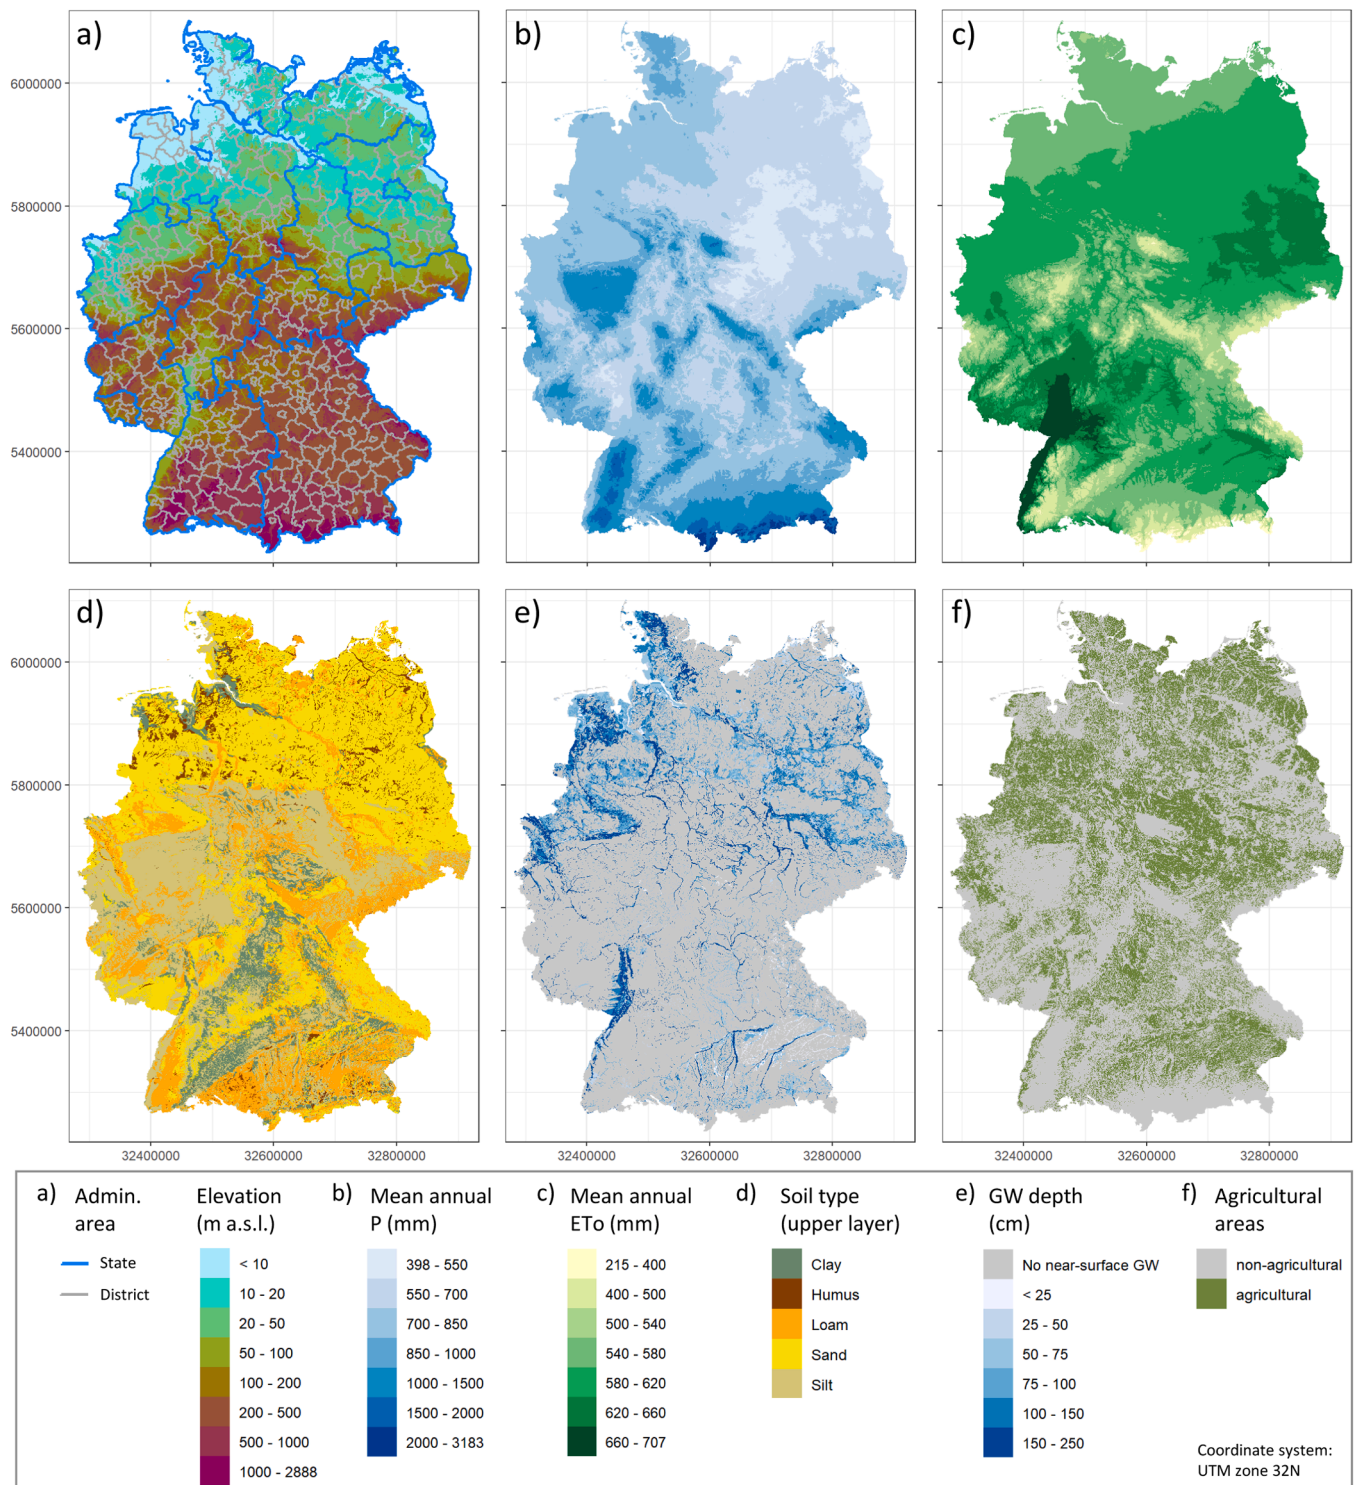 a)
b)
c)
6000000
5800000
5600000
5400000
d)
e)
f)
6000000
5800000
5600000
5400000
32400000
32600000
32800000
32400000
32600000
32800000
32400000
32600000
32800000
a) Admin. area
State
District
Elevation
(m a.s.l.)
< 10
10 - 20
20 - 50
50 - 100
100 - 200
200 - 500
500 - 1000
1000 - 2888
b) Mean annual
P (mm)
398 - 550
550 - 700
700 - 850
850 - 1000
1000 - 1500
1500 - 2000
2000 - 3183
c) Mean annual
ETo (mm)
215 - 400
400 - 500
500 - 540
540 - 580
580 - 620
620 - 660
660 - 707
d) Soil type
(upper layer)
Clay
Humus
Loam
Sand
Silt
e) GW depth
(cm)
No near-surface GW
< 25
25 - 50
50 - 75
75 - 100
100 - 150
150 - 250
f) Agricultural
areas
non-agricultural
agricultural
Coordinate system:
UTM zone 32N